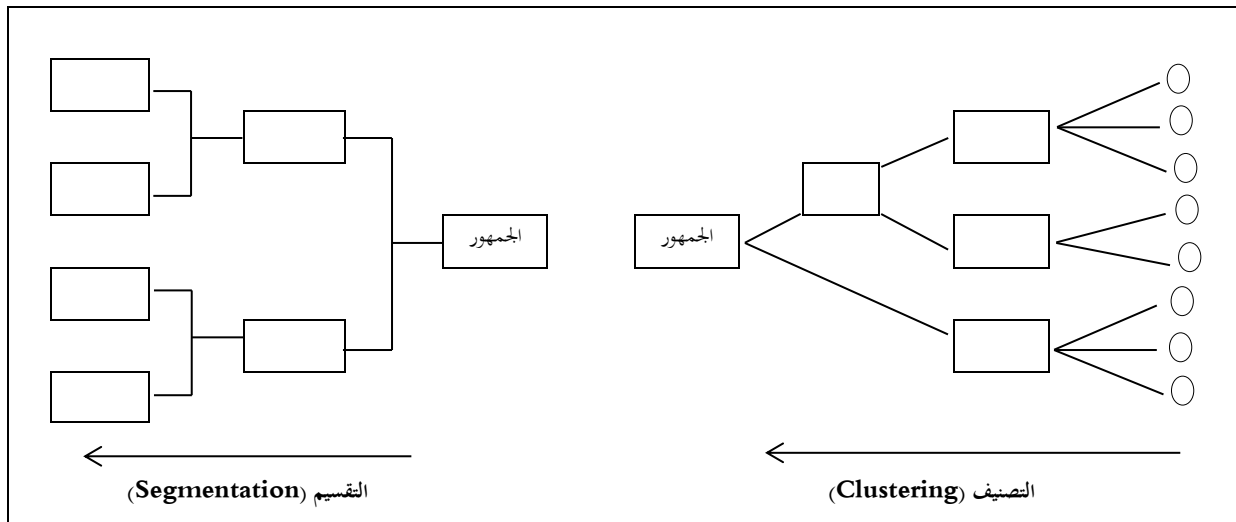 الجمهور
الجمهور
التصنيف (Clustering)
التقسيم (Segmentation)